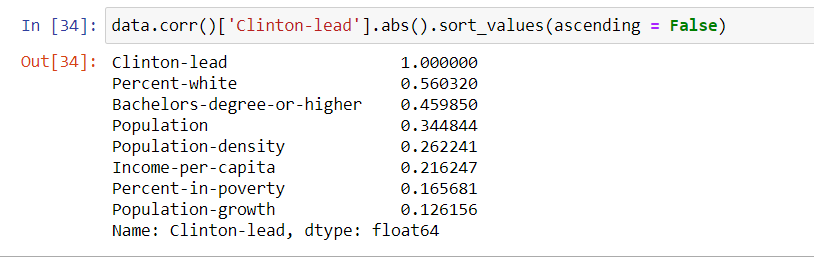 In [34]: data.corr()['Clinton-lead'].abs().sort_values(ascending = False)
Out[34]: Clinton-lead 1.000000
Percent-white 0.560320
Bachelors-degree-or-higher 0.459850
Population 0.344844
Population-density 0.262241
Income-per-capita 0.216247
Percent-in-poverty 0.165681
Population-growth 0.126156
Name: Clinton-lead, dtype: float64